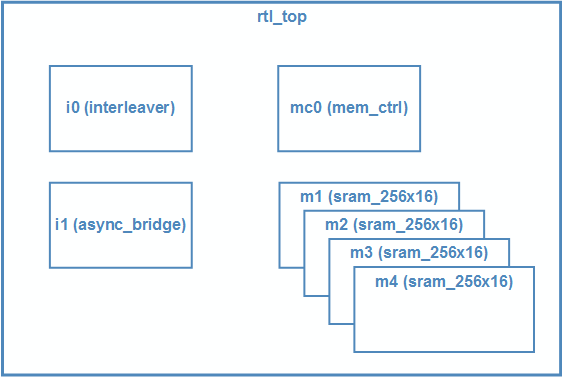 rtl_top
i0 (interleaver)
mc0 (mem_ctrl)
i1 (async_bridge)
m1 (sram_256x16)
m2 (sram_256x16)
m3 (sram_256x16)
m4 (sram_256x16)